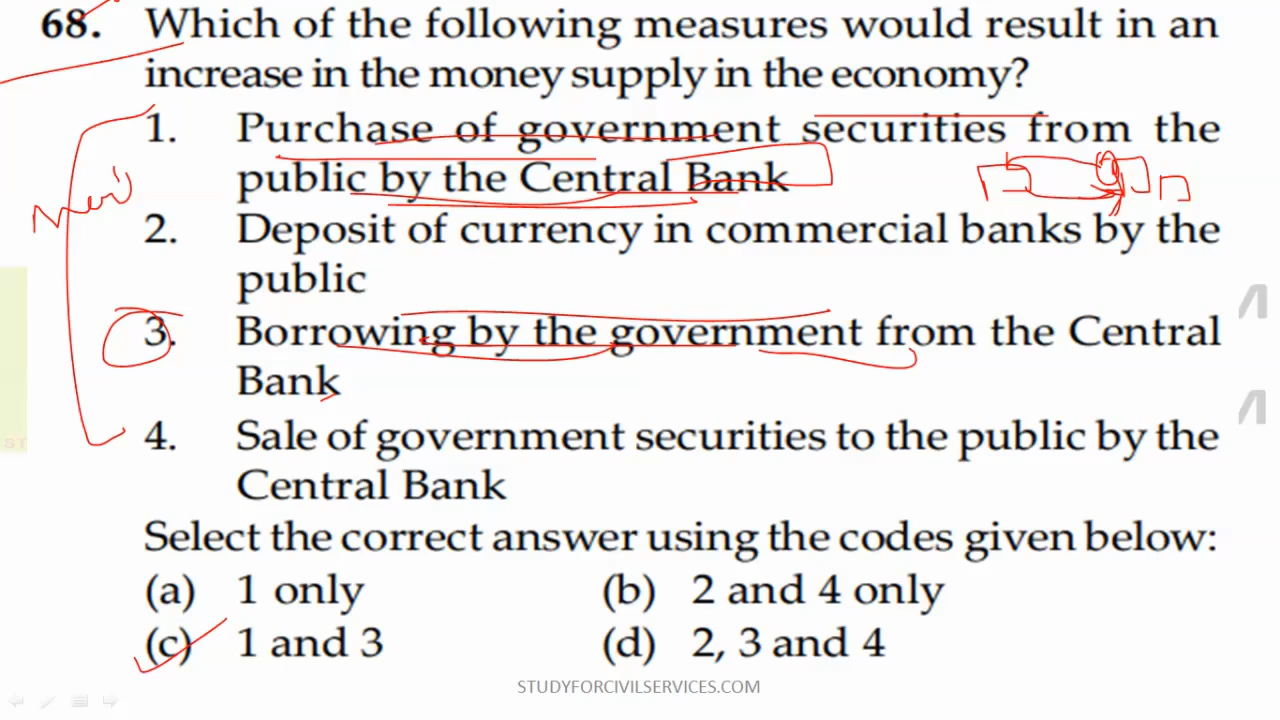 68. Which of the following measures would result in an
increase in the money supply in the economy?
1. Purchase of government securities from the
public by the Central Bank
2. Deposit of currency in commercial banks by the
public
3. Borrowing by the government from the Central
Bank
4. Sale of government securities to the public by the
Central Bank
Select the correct answer using the codes given below:
(a) 1 only (b) 2 and 4 only
(c) 1 and 3 (d) 2, 3 and 4
STUDYFORCIVILSERVICES.COM
ST